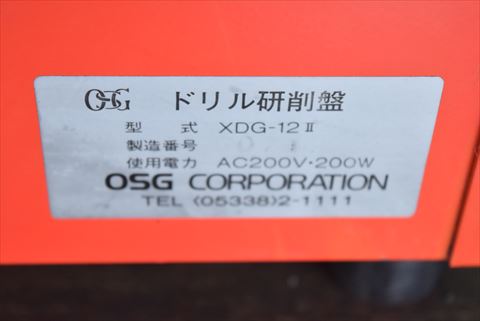 OSG ドリル研削盤
型式 XDG-12Ⅱ
製造番号
使用電力 AC200V・200W
OSG CORPORATION
TEL (05338)2-1111